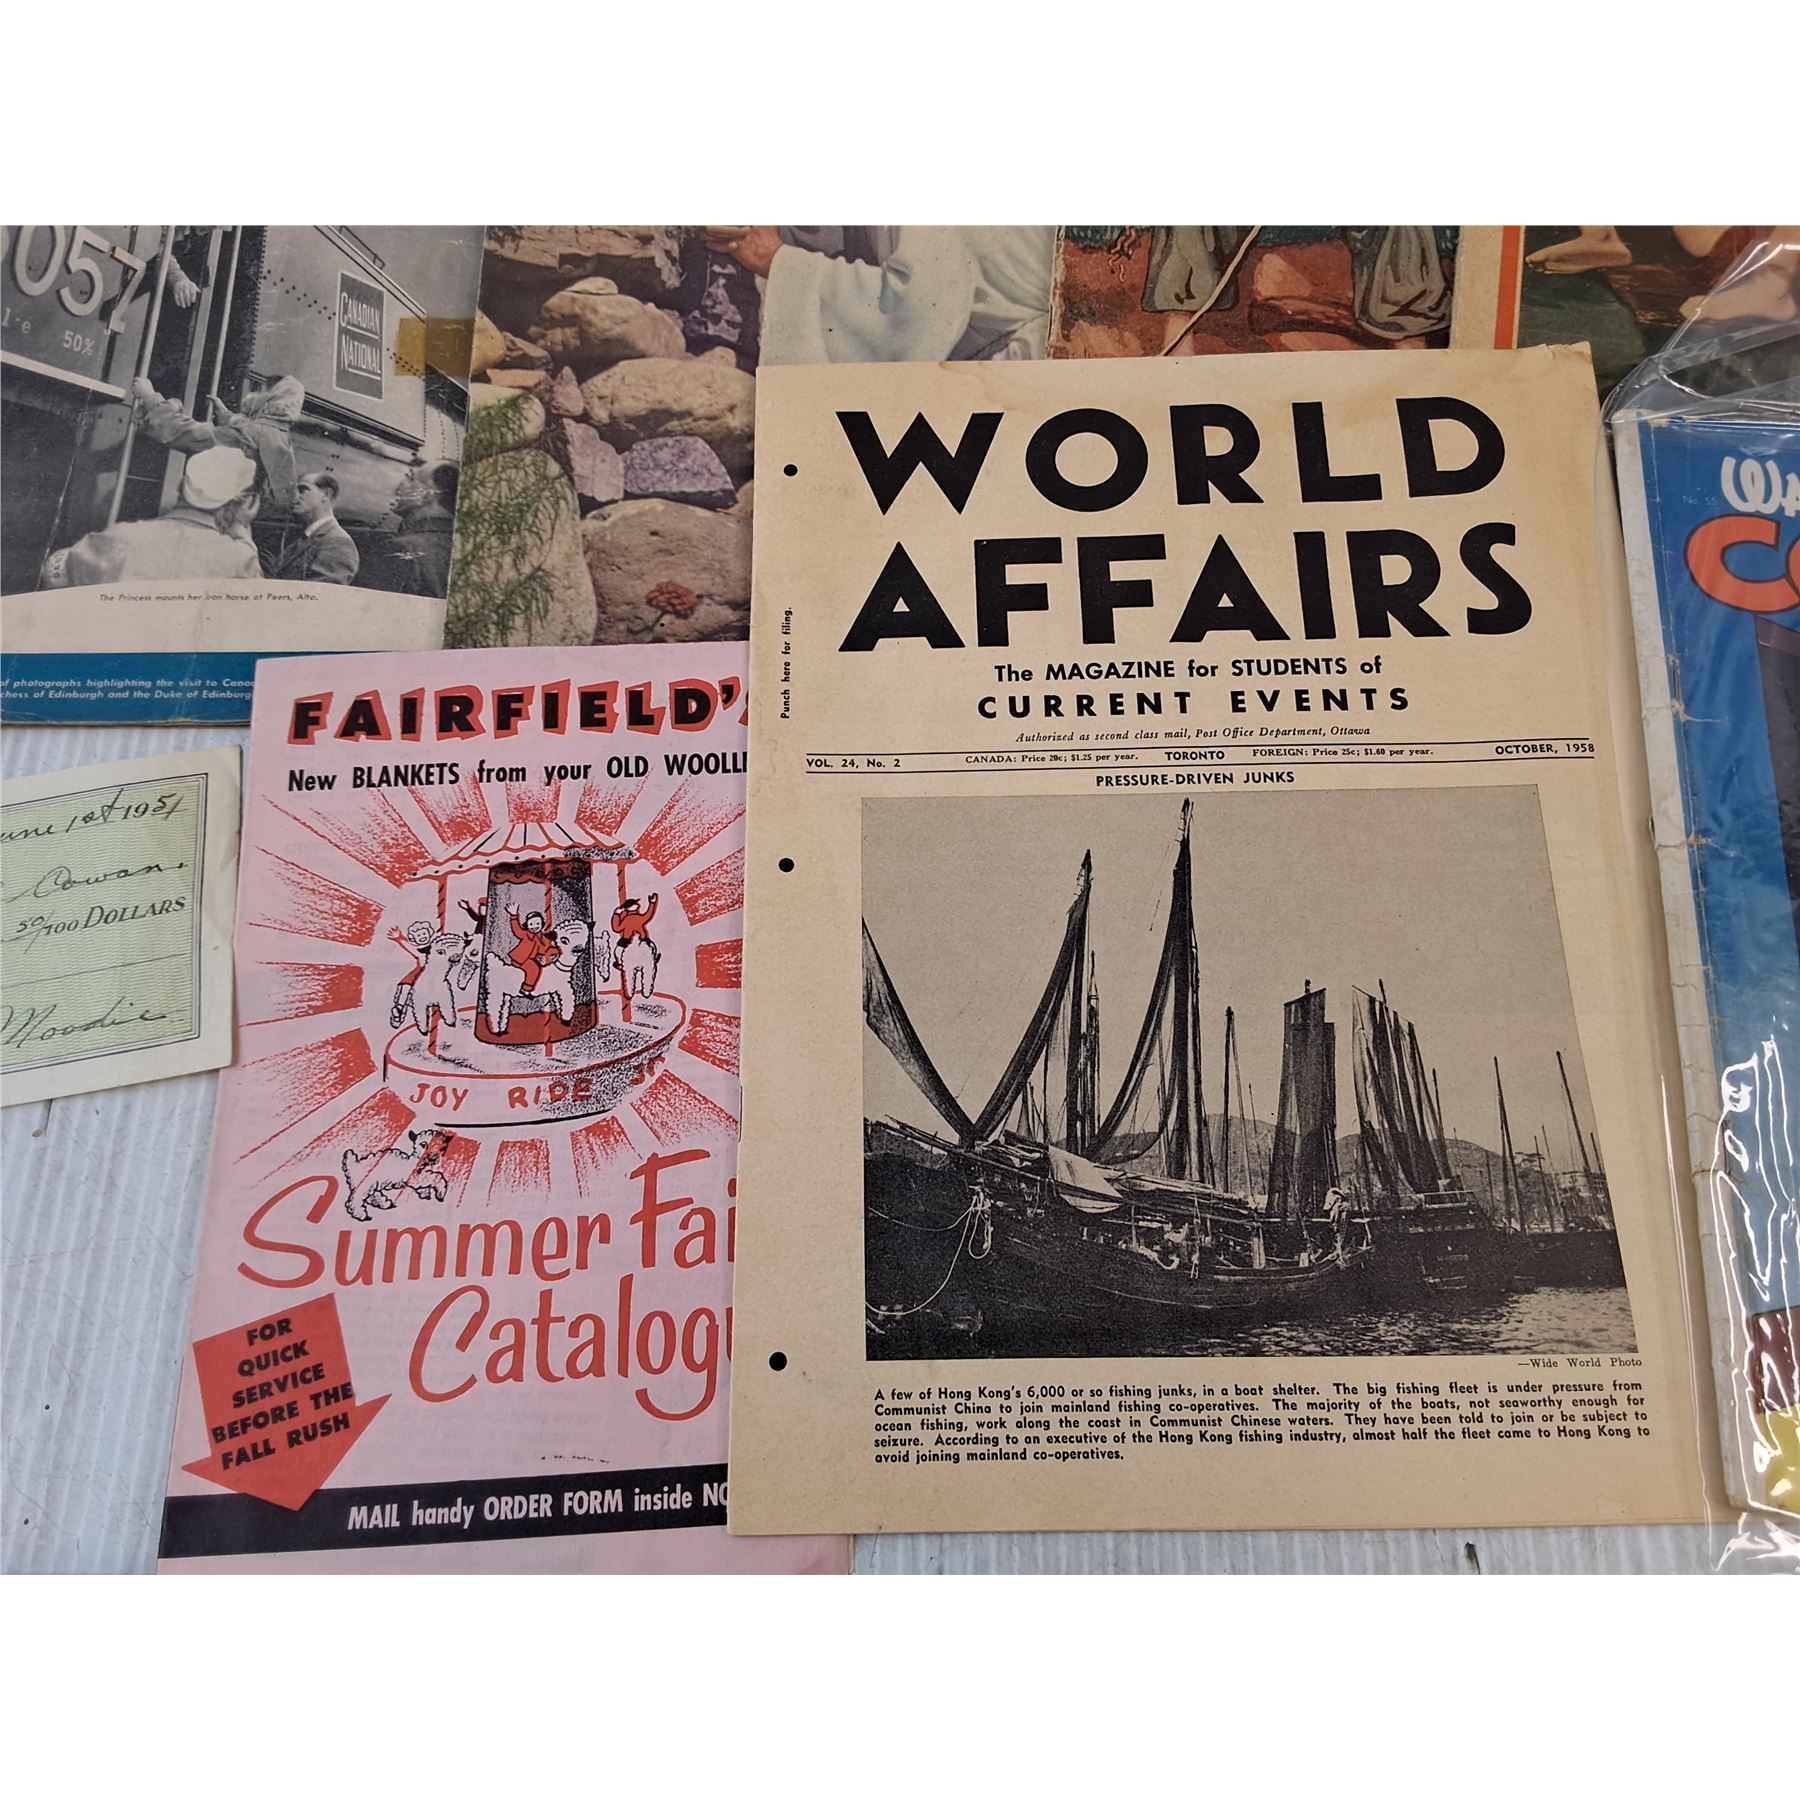 057
50%
CANADIAN
NATIONAL
The Princess mounts her iron horse at Peers, Alta.
of photographs highlighting the visit to
of Edinburgh and the Duke of
1951
Cowan.
50/100 DOLLARS
Moodie
FAIRFIELD'S
New BLANKETS from your OLD
JOY RIDE
Summer
Catalog
FOR
QUICK
SERVICE
BEFORE THE
FALL RUSH
MAIL handy ORDER FORM inside
WORLD
AFFAIRS
Punch here for filing.
The MAGAZINE for STUDENTS of
CURRENT EVENTS
Authorized as second class mail, Post Office Department, Ottawa
VOL. 24, No. 2 CANADA: Price 20c; $1.25 per year. TORONTO FOREIGN: Price 25c; $1.60 per year. OCTOBER, 1958
PRESSURE-DRIVEN JUNKS
—Wide World Photo
A few of Hong Kong's 6,000 or so fishing junks, in a boat shelter. The big fishing fleet is under pressure from
Communist China to join mainland fishing co-operatives. The majority of the boats, not seaworthy enough for
ocean fishing, work along the coast in Communist Chinese waters. They have been told to join or be subject to
seizure. According to an executive of the Hong Kong fishing industry, almost half the fleet came to Hong Kong to
avoid joining mainland co-operatives.
No. 55